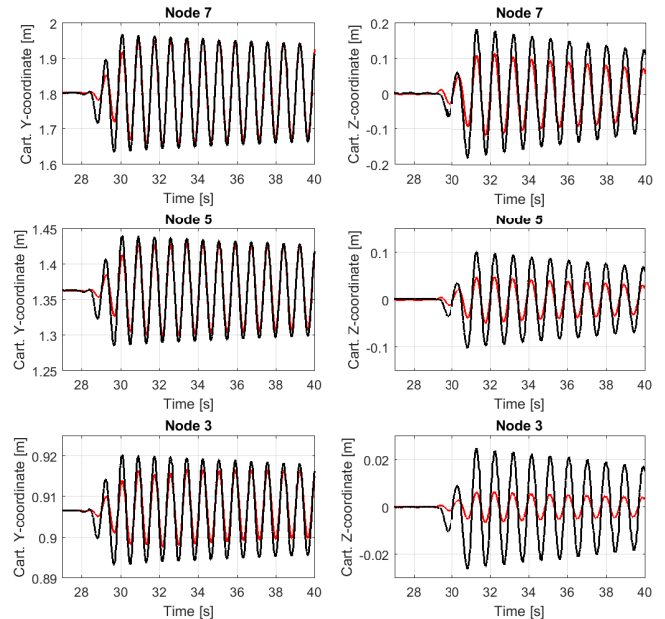 Node 7
Cart. Y-coordinate [m]
2
1.9
1.8
1.7
1.6
28 30 32 34 36 38 40
Time [s]
Node 7
Cart. Z-coordinate [m]
0.2
0.1
0
-0.1
-0.2
28 30 32 34 36 38 40
Time [s]
Node 5
Cart. Y-coordinate [m]
1.45
1.4
1.35
1.3
1.25
28 30 32 34 36 38 40
Time [s]
Node 5
Cart. Z-coordinate [m]
0.1
0
-0.1
28 30 32 34 36 38 40
Time [s]
Node 3
Cart. Y-coordinate [m]
0.92
0.91
0.9
0.89
28 30 32 34 36 38 40
Time [s]
Node 3
Cart. Z-coordinate [m]
0.02
0
-0.02
28 30 32 34 36 38 40
Time [s]